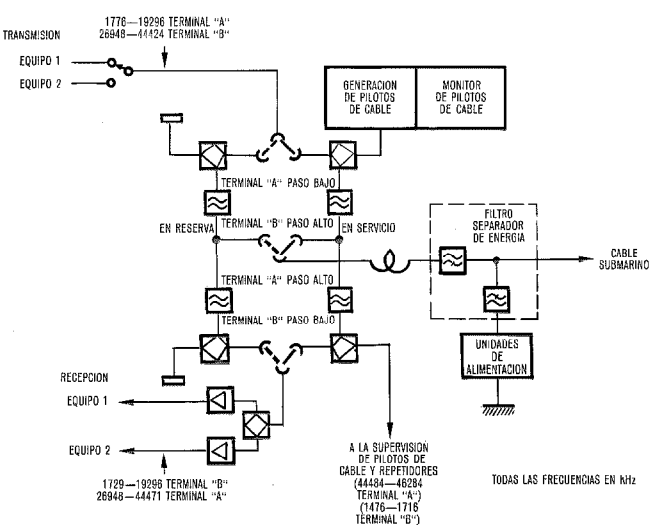 1776—19296 TERMINAL "A"
26948—44424 TERMINAL "B"
TRANSMISION
EQUIPO 1
EQUIPO 2
GENERACION
DE PILOTOS
DE CABLE
MONITOR
DE PILOTOS
DE CABLE
TERMINAL "A" PASO BAJO
EN RESERVA
TERMINAL "B" PASO ALTO
EN SERVICIO
FILTRO
SEPARADOR
DE ENERGIA
CABLE
SUBMARINO
TERMINAL "A" PASO ALTO
TERMINAL "B" PASO BAJO
UNIDADES
DE
ALIMENTACION
RECEPCION
EQUIPO 1
EQUIPO 2
1729—19296 TERMINAL "B"
26948—44471 TERMINAL "A"
A LA SUPERVISION
DE PILOTOS DE
CABLE Y REPETIDORES
(44484—46284
TERMINAL "A")
(1476—1716
TERMINAL "B")
TODAS LAS FRECUENCIAS EN KHz